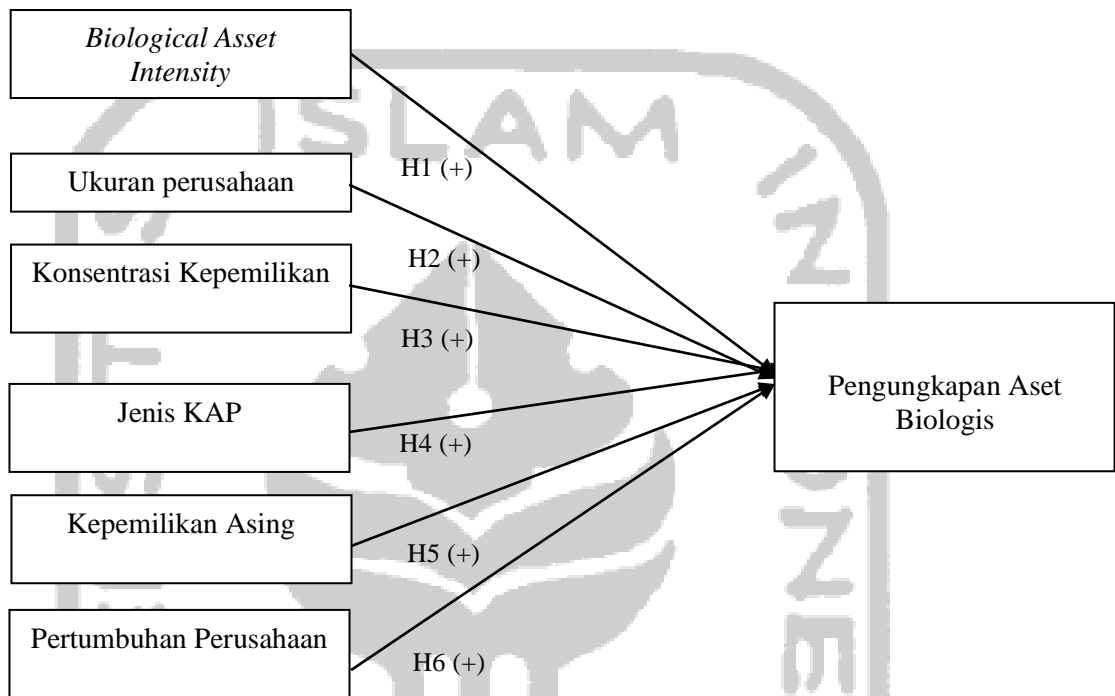 Biological Asset
Intensity
Ukuran perusahaan
Konsentrasi Kepemilikan
Jenis KAP
Kepemilikan Asing
Pertumbuhan Perusahaan
H1 (+)
H2 (+)
H3 (+)
H4 (+)
H5 (+)
H6 (+)
Pengungkapan Aset
Biologis
ISLAM